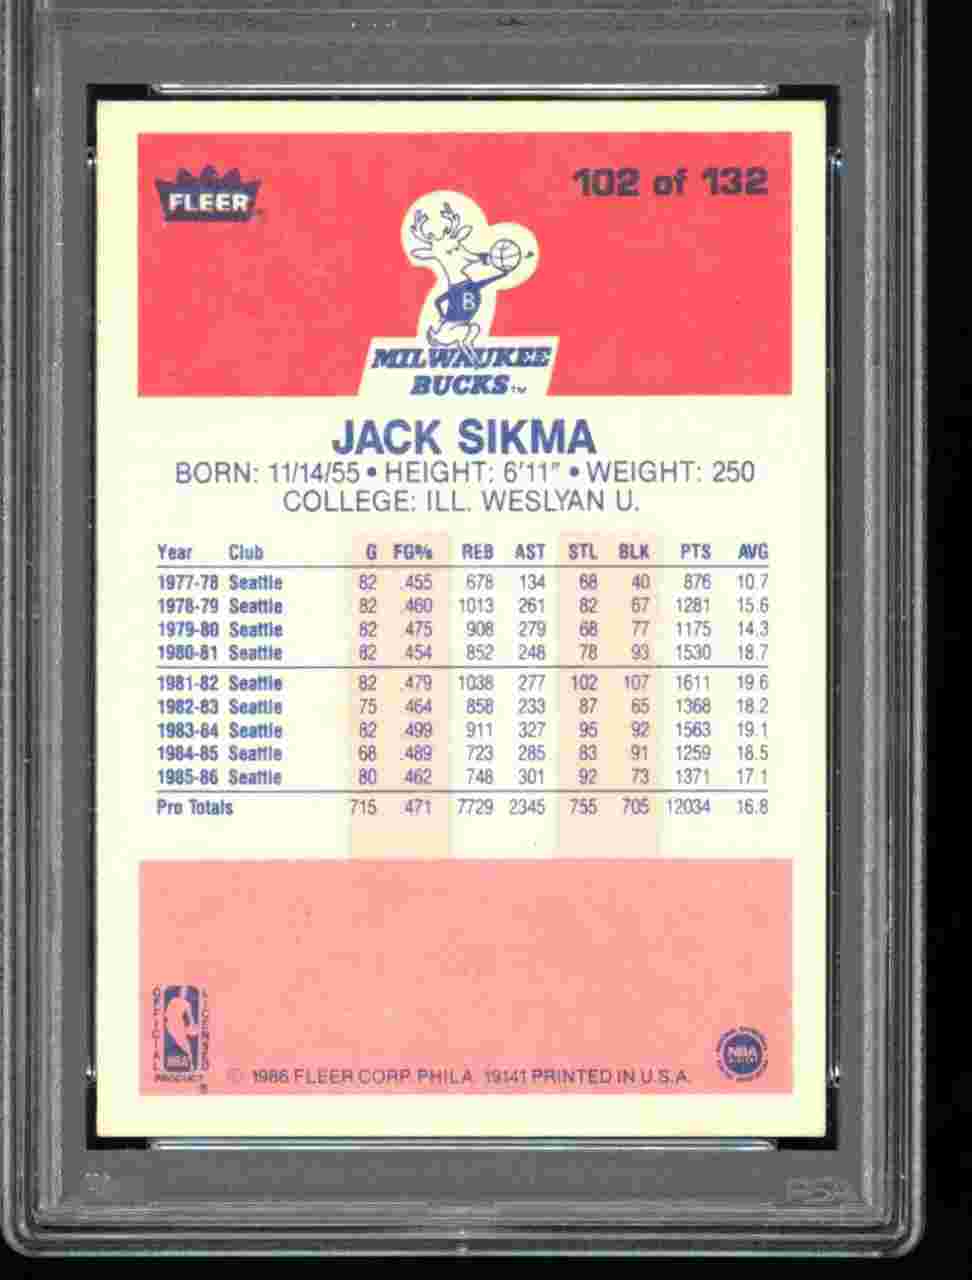 FLEER
102 of 132
B
MILWAUKEE
BUCKS™
JACK SIKMA
BORN: 11/14/55 • HEIGHT: 6'11" • WEIGHT: 250
COLLEGE: ILL. WESLYAN U.
Year Club G FG% REB AST STL BLK PTS AVG
1977-78 Seattle 82 .455 678 134 68 40 876 10.7
1978-79 Seattle 82 .460 1013 261 82 67 1281 15.6
1979-80 Seattle 82 .475 908 279 68 77 1175 14.3
1980-81 Seattle 82 .454 852 248 78 93 1530 18.7
1981-82 Seattle 82 .479 1038 277 102 107 1611 19.6
1982-83 Seattle 75 .464 858 233 87 65 1368 18.2
1983-84 Seattle 82 .499 911 327 95 92 1563 19.1
1984-85 Seattle 68 .489 723 285 83 91 1259 18.5
1985-86 Seattle 80 .462 748 301 92 73 1371 17.1
Pro Totals 715 .471 7729 2345 755 705 12034 16.8
OFFICIAL
LICENSED
NBA
PRODUCT
NBA
© 1986 FLEER CORP. PHILA. 19141 PRINTED IN U.S.A.
PSA